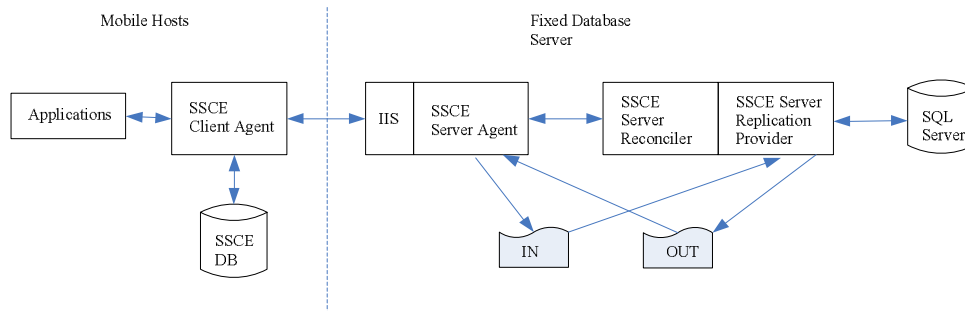 Mobile Hosts
Fixed Database
Server
Applications
SSCE
Client Agent
IIS
SSCE
Server Agent
SSCE
Server
Reconciler
SSCE Server
Replication
Provider
SQL
Server
SSCE
DB
IN
OUT